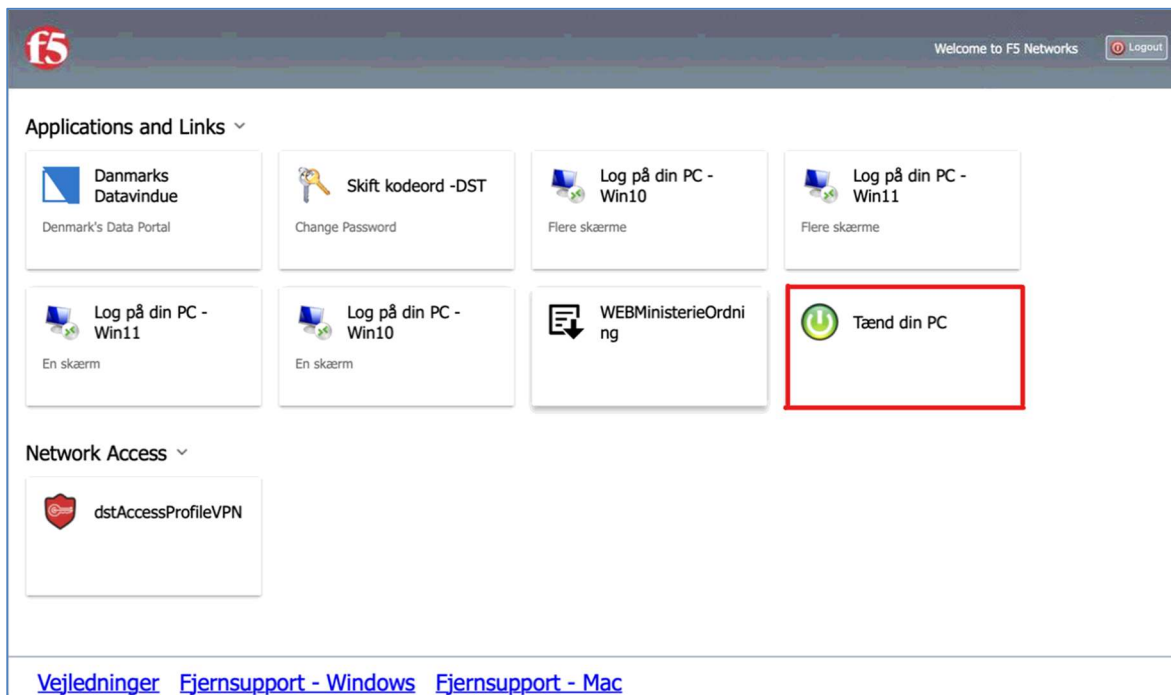 f5
Welcome to F5 Networks
Logout
Applications and Links
Danmarks
Datavindue
Denmark's Data Portal
Skift kodeord -DST
Change Password
Log på din PC -
Win10
Flere skærme
Log på din PC -
Win11
Flere skærme
Log på din PC -
Win11
En skærm
Log på din PC -
Win10
En skærm
WEBMinisterieOrdni
ng
Tænd din PC
Network Access
dstAccessProfileVPN
Vejledninger Fjernsupport - Windows Fjernsupport - Mac